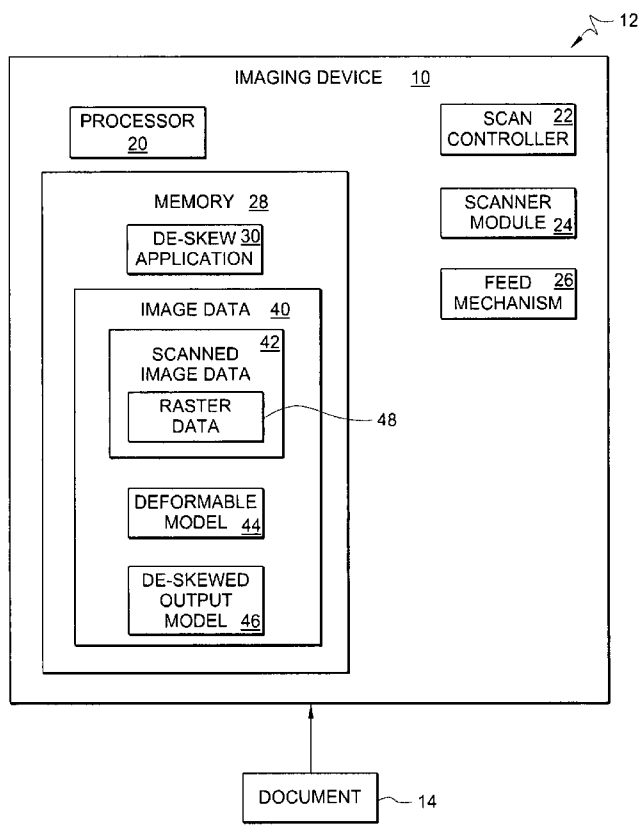 12
IMAGING DEVICE 10
PROCESSOR
20
SCAN 22
CONTROLLER
MEMORY 28
SCANNER
MODULE 24
DE-SKEW 30
APPLICATION
FEED 26
MECHANISM
IMAGE DATA 40
42
SCANNED
IMAGE DATA
RASTER
DATA
48
DEFORMABLE
MODEL 44
DE-SKEWED
OUTPUT
MODEL 46
DOCUMENT
14